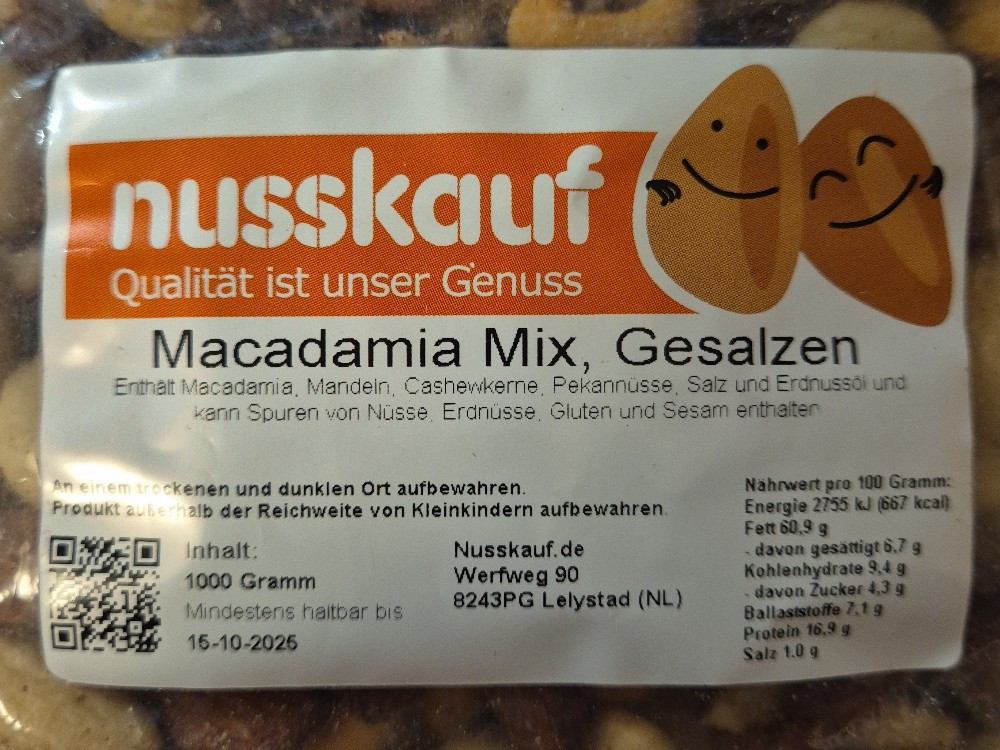 nusskauf
Qualität ist unser Genuss
Macadamia Mix, Gesalzen
Enthält Macadamia, Mandeln, Cashewkerne, Pekannüsse, Salz und Erdnussöl und
kann Spuren von Nüsse, Erdnüsse, Gluten und Sesam enthalten
An einem trockenen und dunklen Ort aufbewahren.
Produkt außerhalb der Reichweite von Kleinkindern aufbewahren.
Inhalt:
1000 Gramm
Mindestens haltbar bis
15-10-2025
Nusskauf.de
Werfweg 90
8243PG Lelystad (NL)
Nährwert pro 100 Gramm:
Energie 2755 kJ (667 kcal)
Fett 60,9 g
- davon gesättigt 6,7 g
Kohlenhydrate 9,4 g
- davon Zucker 4,3 g
Ballaststoffe 7,1 g
Protein 16,9 g
Salz 1,0 g